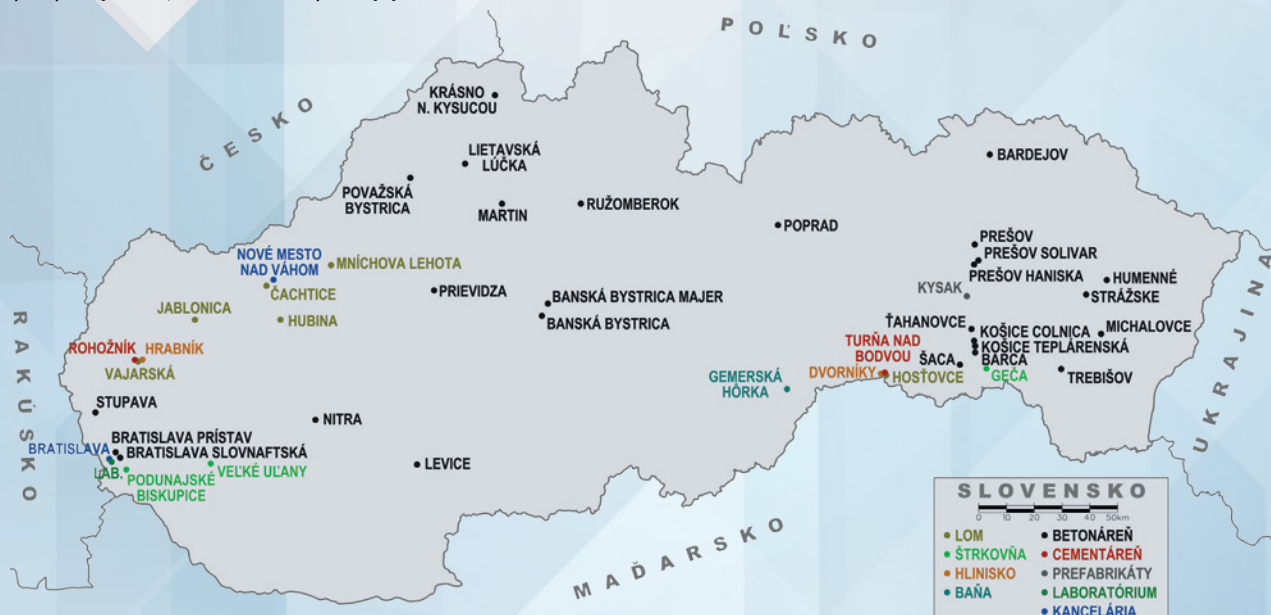 POĽSKO
ČESKO
KRÁSNO
N. KYSUCOU
LIETAVSKÁ
LÚČKA
BARDEJOV
POVAŽSKÁ
BYSTRICA
MARTIN
RUŽOMBEROK
POPRAD
PREŠOV
PREŠOV SOLIVAR
PREŠOV HANISKA
NOVÉ MESTO
NAD VÁHOM
MNÍCHOVA LEHOTA
HUMENNÉ
KYSAK
STRÁŽSKE
ČACHTICE
PRIEVIDZA
BANSKÁ BYSTRICA MAJER
BANSKÁ BYSTRICA
JABLONICA
HUBINA
ŤAHANOVCE
KOŠICE COLNICA
MICHALOVCE
KOŠICE TEPLÁRENSKÁ
BARCA
TURŇA NAD
BODVOU
ROHOŽNÍK
HRABNÍK
VAJARSKÁ
ŠACA
DVORNÍKY
HOSŤOVCE
GEČA
TREBIŠOV
GEMERSKÁ
HÔRKA
RAKÚSKO
UKRAJINA
STUPAVA
NITRA
BRATISLAVA PRÍSTAV
BRATISLAVA
BRATISLAVA SLOVNAFTSKÁ
LAB.
PODUNAJSKÉ
BISKUPICE
VEĽKÉ UĽANY
LEVICE
MAĎARSKO
SLOVENSKO
0 10 20 30 40 50km
LOM
ŠTRKOVŇA
HLINISKO
BAŇA
BETONÁREŇ
CEMENTÁREŇ
PREFABRIKÁTY
LABORATÓRIUM
KANCELÁRIA